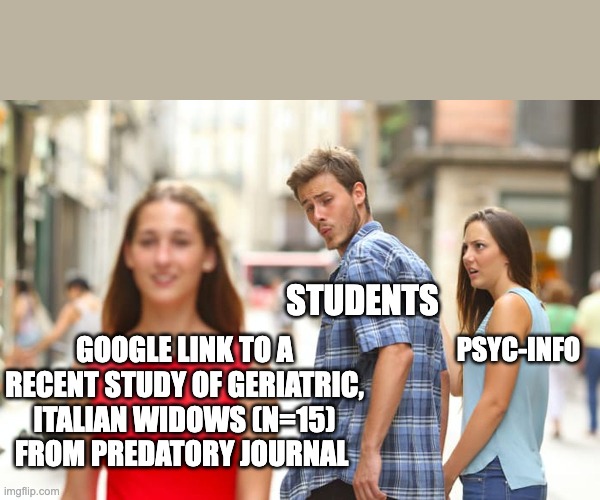 STUDENTS
PSYC-INFO
GOOGLE LINK TO A
RECENT STUDY OF GERIATRIC,
ITALIAN WIDOWS (N=15)
FROM PREDATORY JOURNAL
imgflip.com